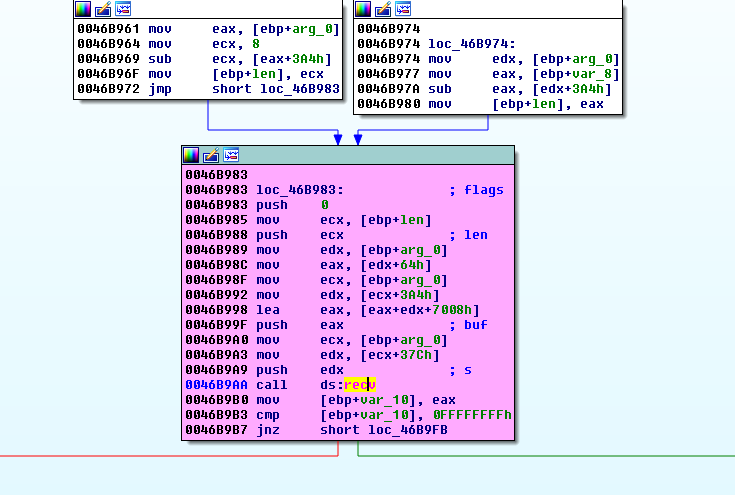 0046B961 mov eax, [ebp+arg_0]
0046B964 mov ecx, 8
0046B969 sub ecx, [eax+3A4h]
0046B96F mov [ebp+len], ecx
0046B972 jmp short loc_46B983
0046B974
0046B974 loc_46B974:
0046B974 mov edx, [ebp+arg_0]
0046B977 mov eax, [ebp+var_8]
0046B97A sub eax, [edx+3A4h]
0046B980 mov [ebp+len], eax
0046B983
0046B983 loc_46B983: ; flags
0046B983 push 0
0046B985 mov ecx, [ebp+len]
0046B988 push ecx ; len
0046B989 mov edx, [ebp+arg_0]
0046B98C mov eax, [edx+64h]
0046B98F mov ecx, [ebp+arg_0]
0046B992 mov edx, [ecx+3A4h]
0046B998 lea eax, [eax+edx+7008h]
0046B99F push eax ; buf
0046B9A0 mov ecx, [ebp+arg_0]
0046B9A3 mov edx, [ecx+37Ch]
0046B9A9 push edx ; s
0046B9AA call ds:recv
0046B9B0 mov [ebp+var_10], eax
0046B9B3 cmp [ebp+var_10], 0FFFFFFFFh
0046B9B7 jnz short loc_46B9FB